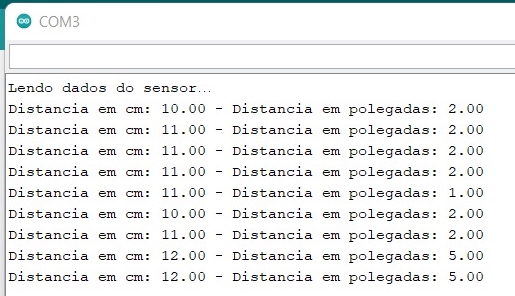 COM3
Lendo dados do sensor...
Distancia em cm: 10.00 - Distancia em polegadas: 2.00
Distancia em cm: 11.00 - Distancia em polegadas: 2.00
Distancia em cm: 11.00 - Distancia em polegadas: 2.00
Distancia em cm: 11.00 - Distancia em polegadas: 2.00
Distancia em cm: 11.00 - Distancia em polegadas: 1.00
Distancia em cm: 10.00 - Distancia em polegadas: 2.00
Distancia em cm: 11.00 - Distancia em polegadas: 2.00
Distancia em cm: 12.00 - Distancia em polegadas: 5.00
Distancia em cm: 12.00 - Distancia em polegadas: 5.00